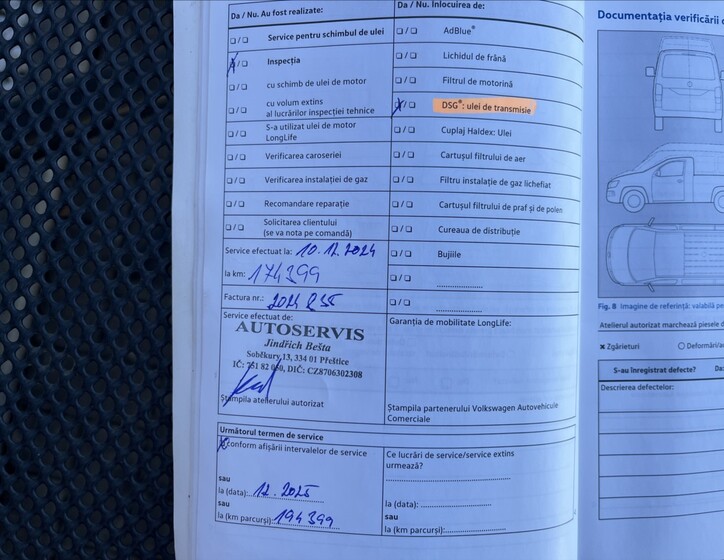 Da / Nu. Au fost realizate:
Da / Nu. Înlocuirea de:
Service pentru schimbul de ulei
AdBlue®
Inspecția
Lichidul de frână
cu schimb de ulei de motor
Filtrul de motorină
cu volum extins
al lucrărilor inspecției tehnice
DSG®: ulei de transmisie
S-a utilizat ulei de motor
LongLife
Cuplaj Haldex: Ulei
Verificarea caroseriei
Cartușul filtrului de aer
Verificarea instalației de gaz
Filtru instalație de gaz lichefiat
Recomandare reparație
Cartușul filtrului de praf și de polen
Solicitarea clientului
(se va nota pe comandă)
Cureaua de distribuție
Service efectuat la: 10.12.2024
Bujiile
la km: 174399
Factura nr.: 2024 235
Service efectuat de:
Garanția de mobilitate LongLife:
AUTOSERVIS
Jindřich Bešta
Soběkury 13, 334 01 Přeštice
DIČ: CZ8706302308
Ștampila atelierului autorizat
Ștampila partenerului Volkswagen Autovehicule
Comerciale
Următorul termen de service
conform afișării intervalelor de service
Ce lucrări de service/service extins
urmează?
sau
la (data): 12. 2025
la (data):
sau
sau
la (km parcurși): 194 399
la (km parcurși):
Documentația verificării
Fig. 8 Imagine de referință: valabilă
Atelierul autorizat marchează piesele
Zgârieturi
S-au înregistrat defecte? Da
Descrierea defectelor: